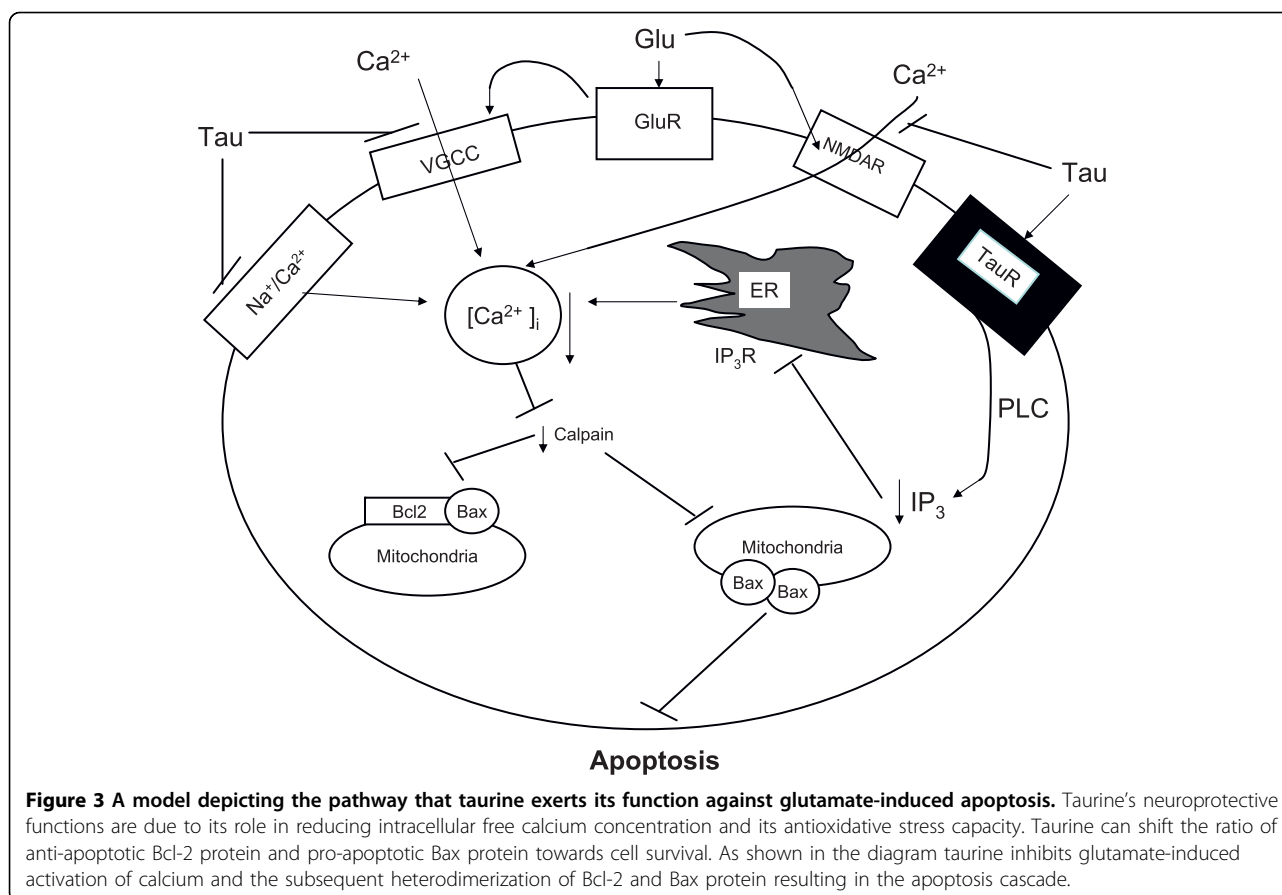 Glu
Ca²⁺
Ca²⁺
GluR
Tau
VGCC
NMDAR
Tau
TauR
Na⁺/Ca²⁺
ER
[Ca²⁺ ]ᵢ
IP₃R
PLC
Calpain
IP₃
Bcl2
Bax
Mitochondria
Mitochondria
Bax
Bax
Apoptosis
Figure 3 A model depicting the pathway that taurine exerts its function against glutamate-induced apoptosis. Taurine's neuroprotective
functions are due to its role in reducing intracellular free calcium concentration and its antioxidative stress capacity. Taurine can shift the ratio of
anti-apoptotic Bcl-2 protein and pro-apoptotic Bax protein towards cell survival. As shown in the diagram taurine inhibits glutamate-induced
activation of calcium and the subsequent heterodimerization of Bcl-2 and Bax protein resulting in the apoptosis cascade.